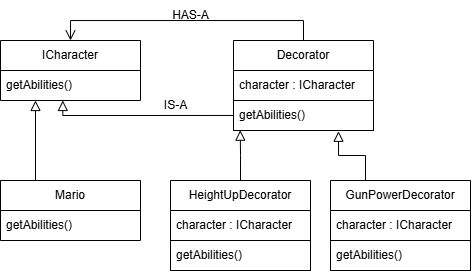 HAS-A
ICharacter
getAbilities()
Decorator
character : ICharacter
getAbilities()
IS-A
Mario
getAbilities()
HeightUpDecorator
character : ICharacter
getAbilities()
GunPowerDecorator
character : ICharacter
getAbilities()